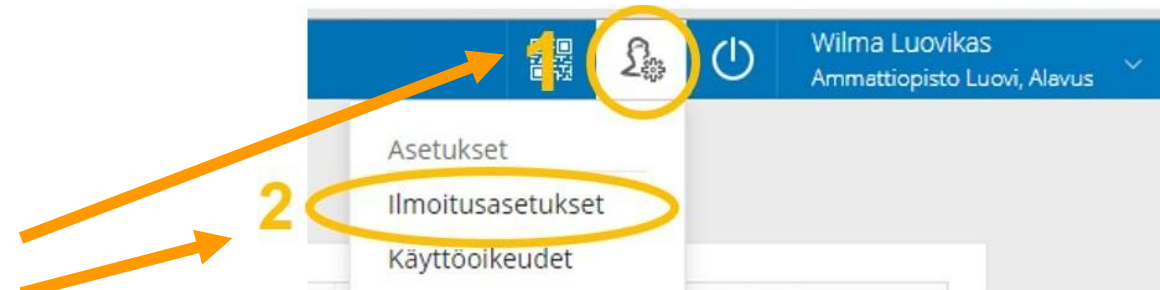 1
Wilma Luovikas
Ammattiopisto Luovi, Alavus
Asetukset
2
Ilmoitusasetukset
Käyttöoikeudet